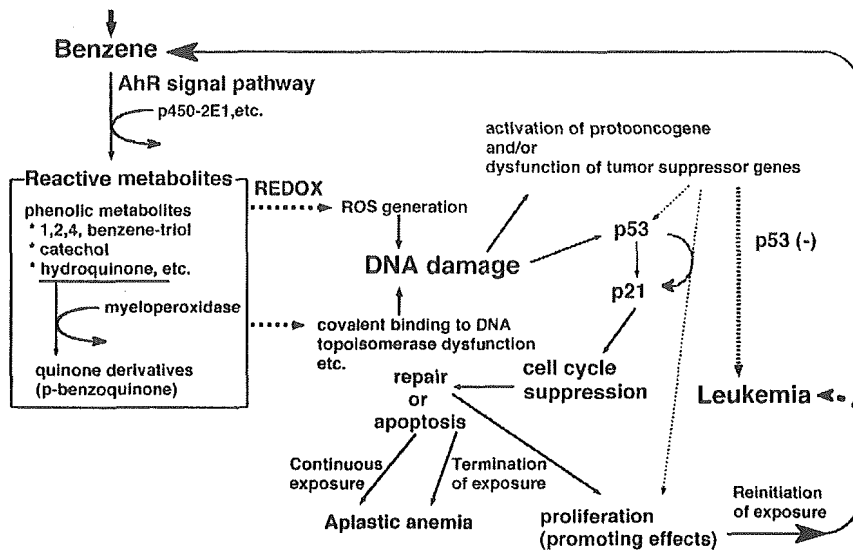 Benzene
AhR signal pathway
p450-2E1,etc.
Reactive metabolites
phenolic metabolites
* 1,2,4, benzene-triol
* catechol
* hydroquinone, etc.
myeloperoxidase
quinone derivatives
(p-benzoquinone)
REDOX
ROS generation
DNA damage
covalent binding to DNA
topoisomerase dysfunction
etc.
activation of protooncogene
and/or
dysfunction of tumor suppressor genes
p53
p21
p53 (-)
cell cycle
suppression
repair
or
apoptosis
Leukemia
Continuous
exposure
Termination
of exposure
Aplastic anemia
proliferation
(promoting effects)
Reinitiation
of exposure